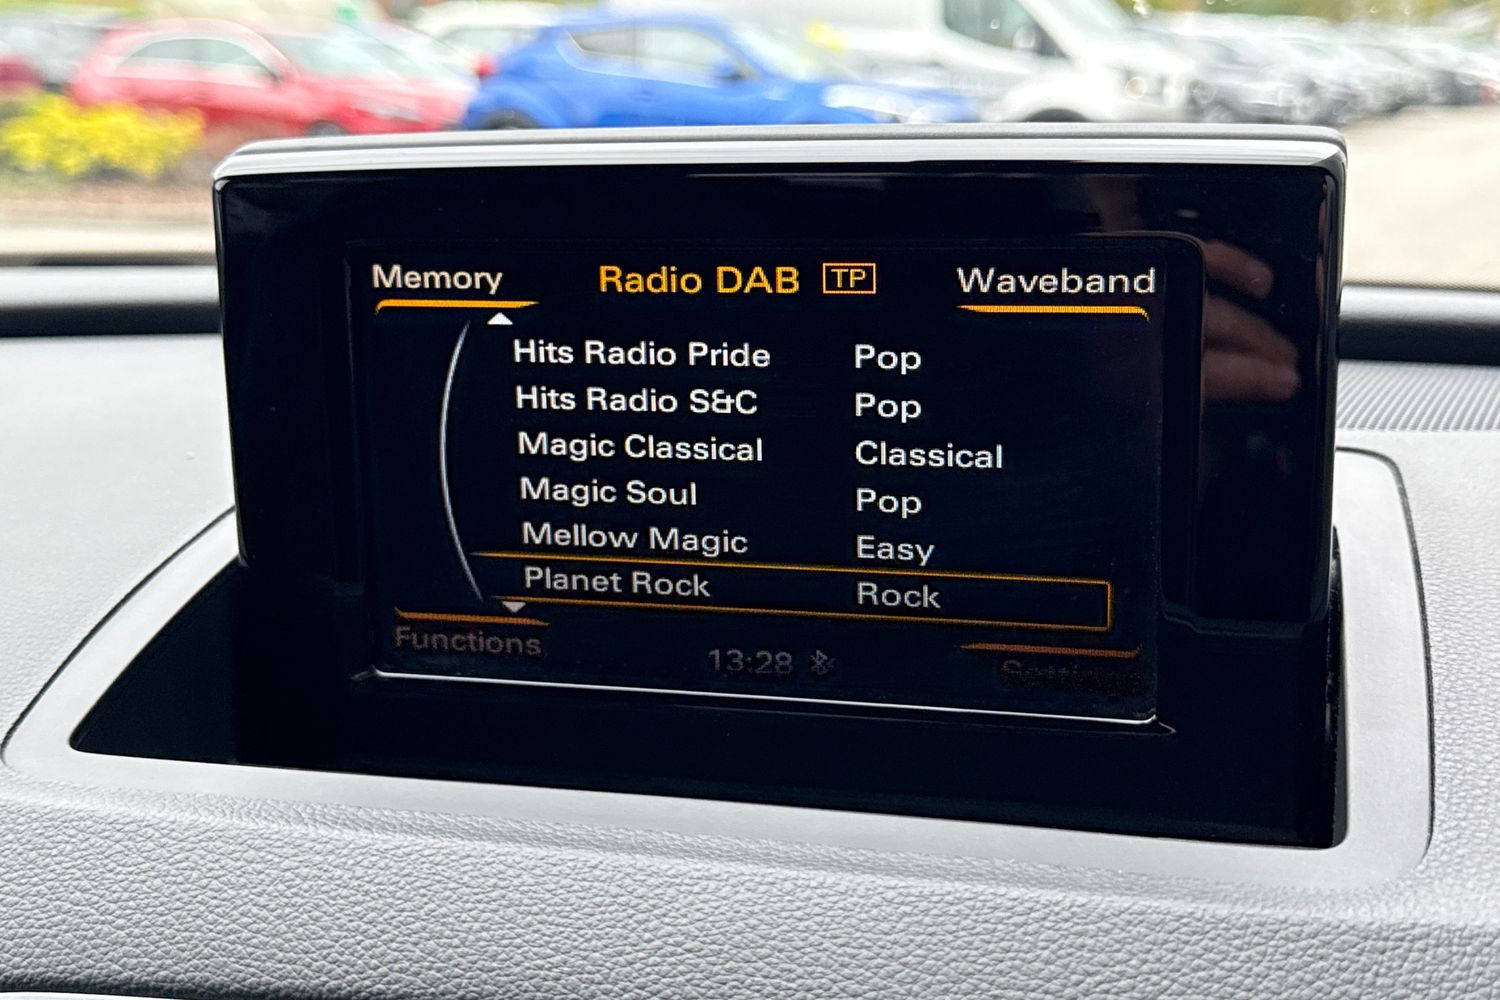 Memory Radio DAB TP Waveband
Hits Radio Pride Pop
Hits Radio S&C Pop
Magic Classical Classical
Magic Soul Pop
Mellow Magic Easy
Planet Rock Rock
Functions 13:28 Settings